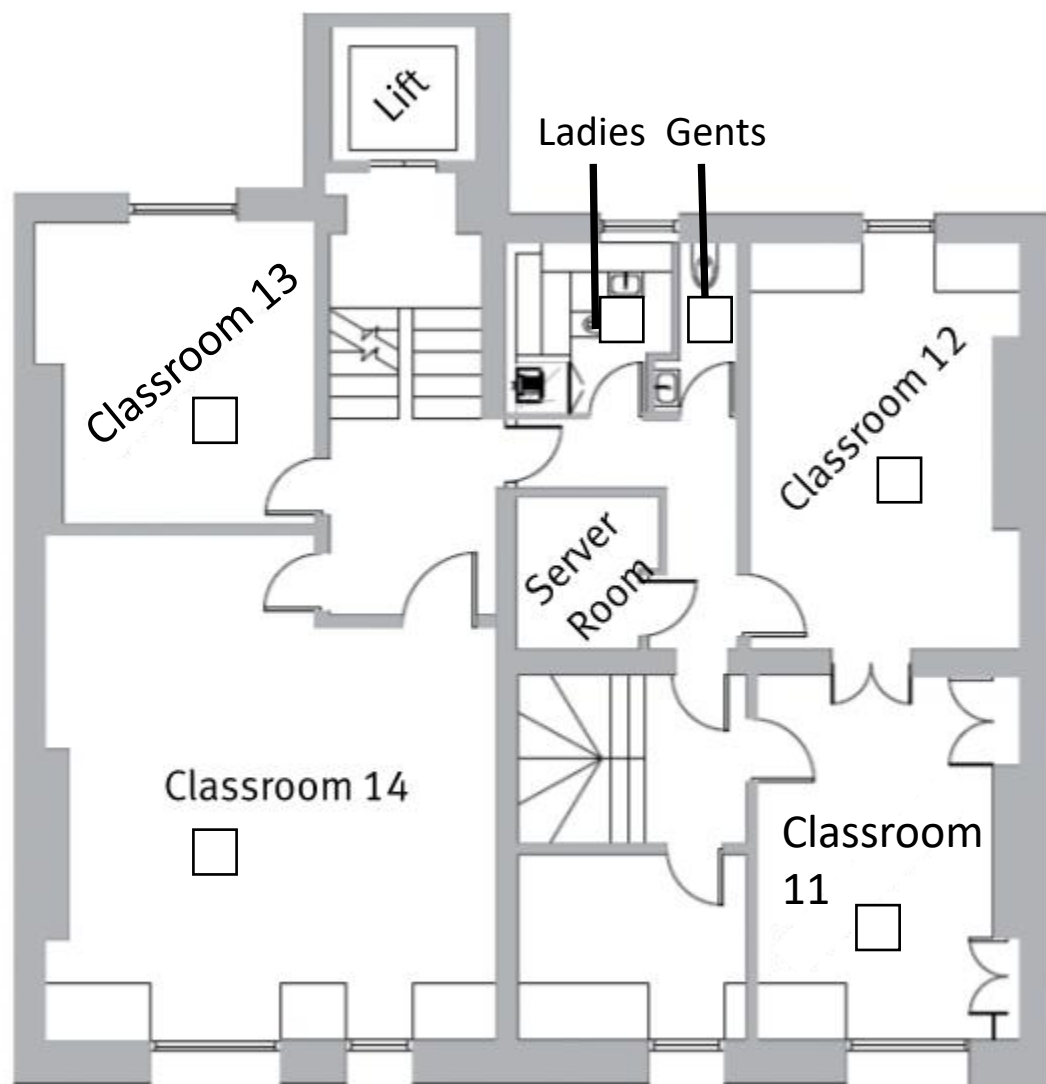 Lift
Ladies Gents
Classroom 13
Classroom 12
Server
Room
Classroom 14
Classroom
11